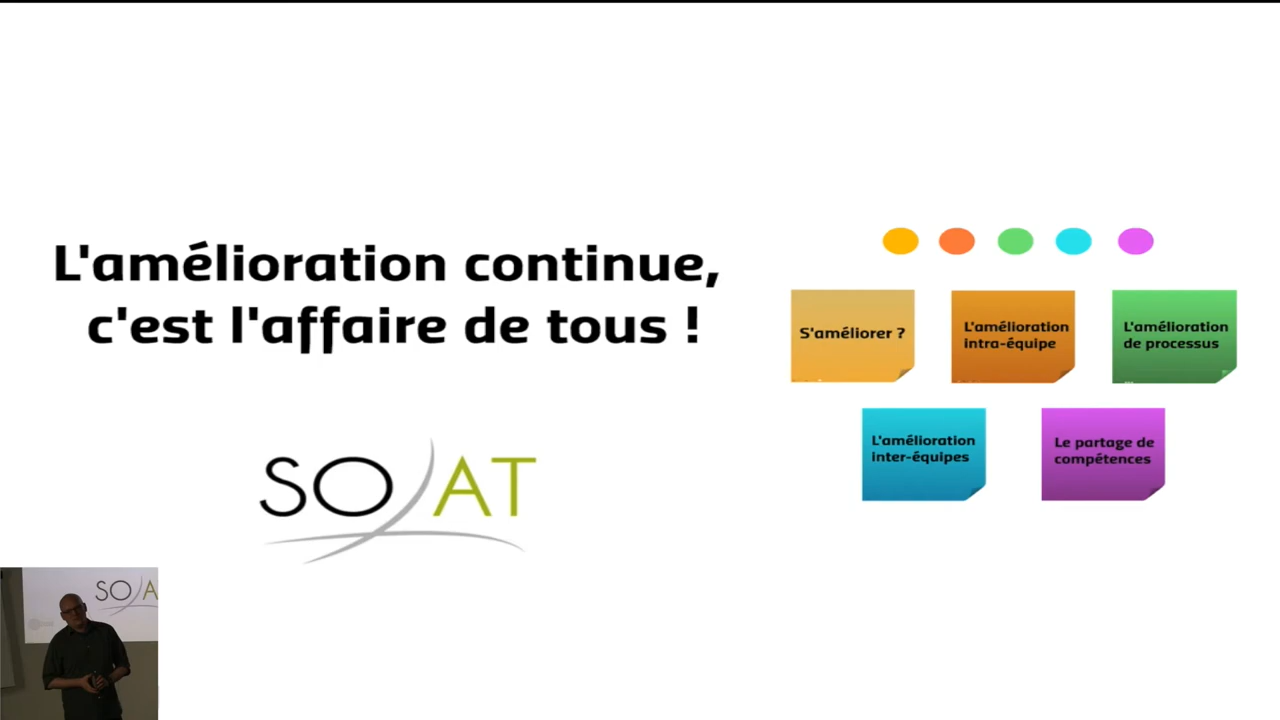 L'amélioration continue,
c'est l'affaire de tous !
SOAT
S'améliorer ?
L'amélioration
intra-équipe
L'amélioration
de processus
L'amélioration
inter-équipes
Le partage de
compétences
SO A